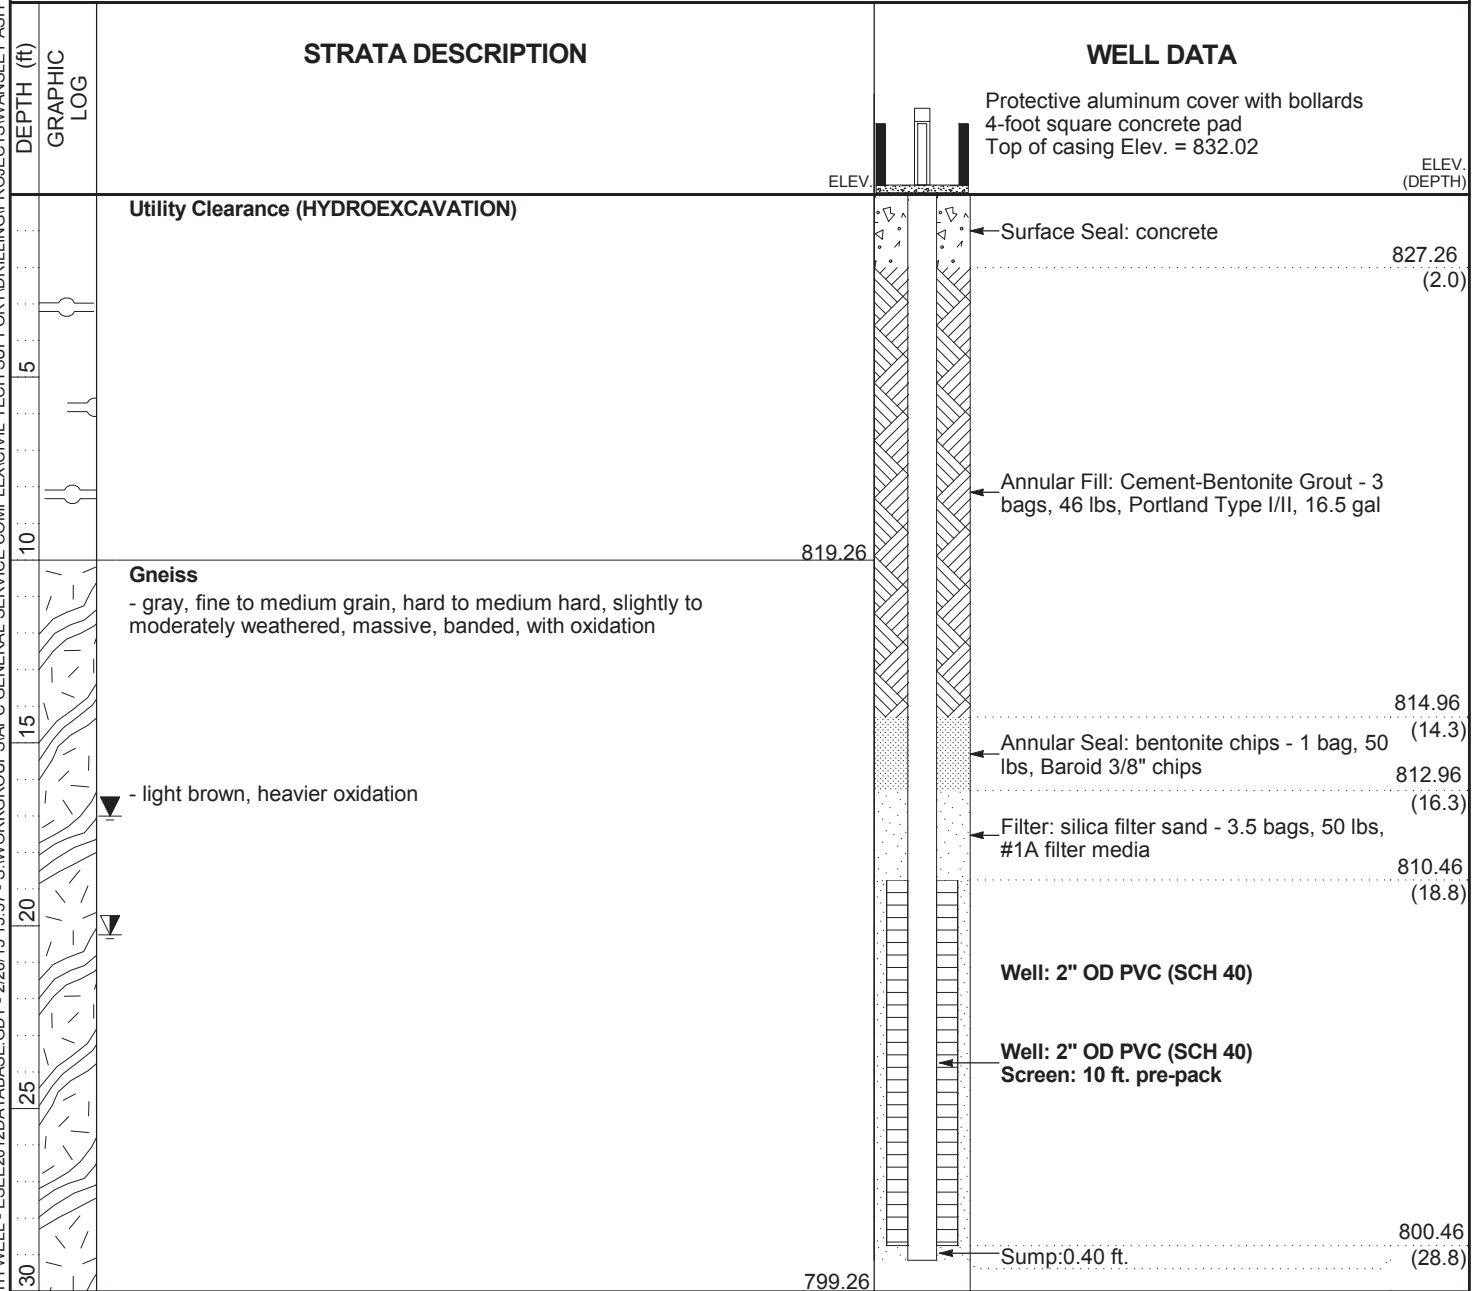 STRATA DESCRIPTION
WELL DATA
DEPTH (ft)
GRAPHIC
LOG
Protective aluminum cover with bollards
4-foot square concrete pad
Top of casing Elev. = 832.02
ELEV.
ELEV.
(DEPTH)
Utility Clearance (HYDROEXCAVATION)
Surface Seal: concrete
827.26
(2.0)
5
Annular Fill: Cement-Bentonite Grout - 3
bags, 46 lbs, Portland Type I/II, 16.5 gal
10
819.26
Gneiss
- gray, fine to medium grain, hard to medium hard, slightly to
moderately weathered, massive, banded, with oxidation
814.96
(14.3)
15
Annular Seal: bentonite chips - 1 bag, 50
lbs, Baroid 3/8" chips
812.96
(16.3)
- light brown, heavier oxidation
Filter: silica filter sand - 3.5 bags, 50 lbs,
#1A filter media
810.46
(18.8)
20
Well: 2" OD PVC (SCH 40)
Well: 2" OD PVC (SCH 40)
Screen: 10 ft. pre-pack
25
800.46
(28.8)
Sump:0.40 ft.
30
799.26